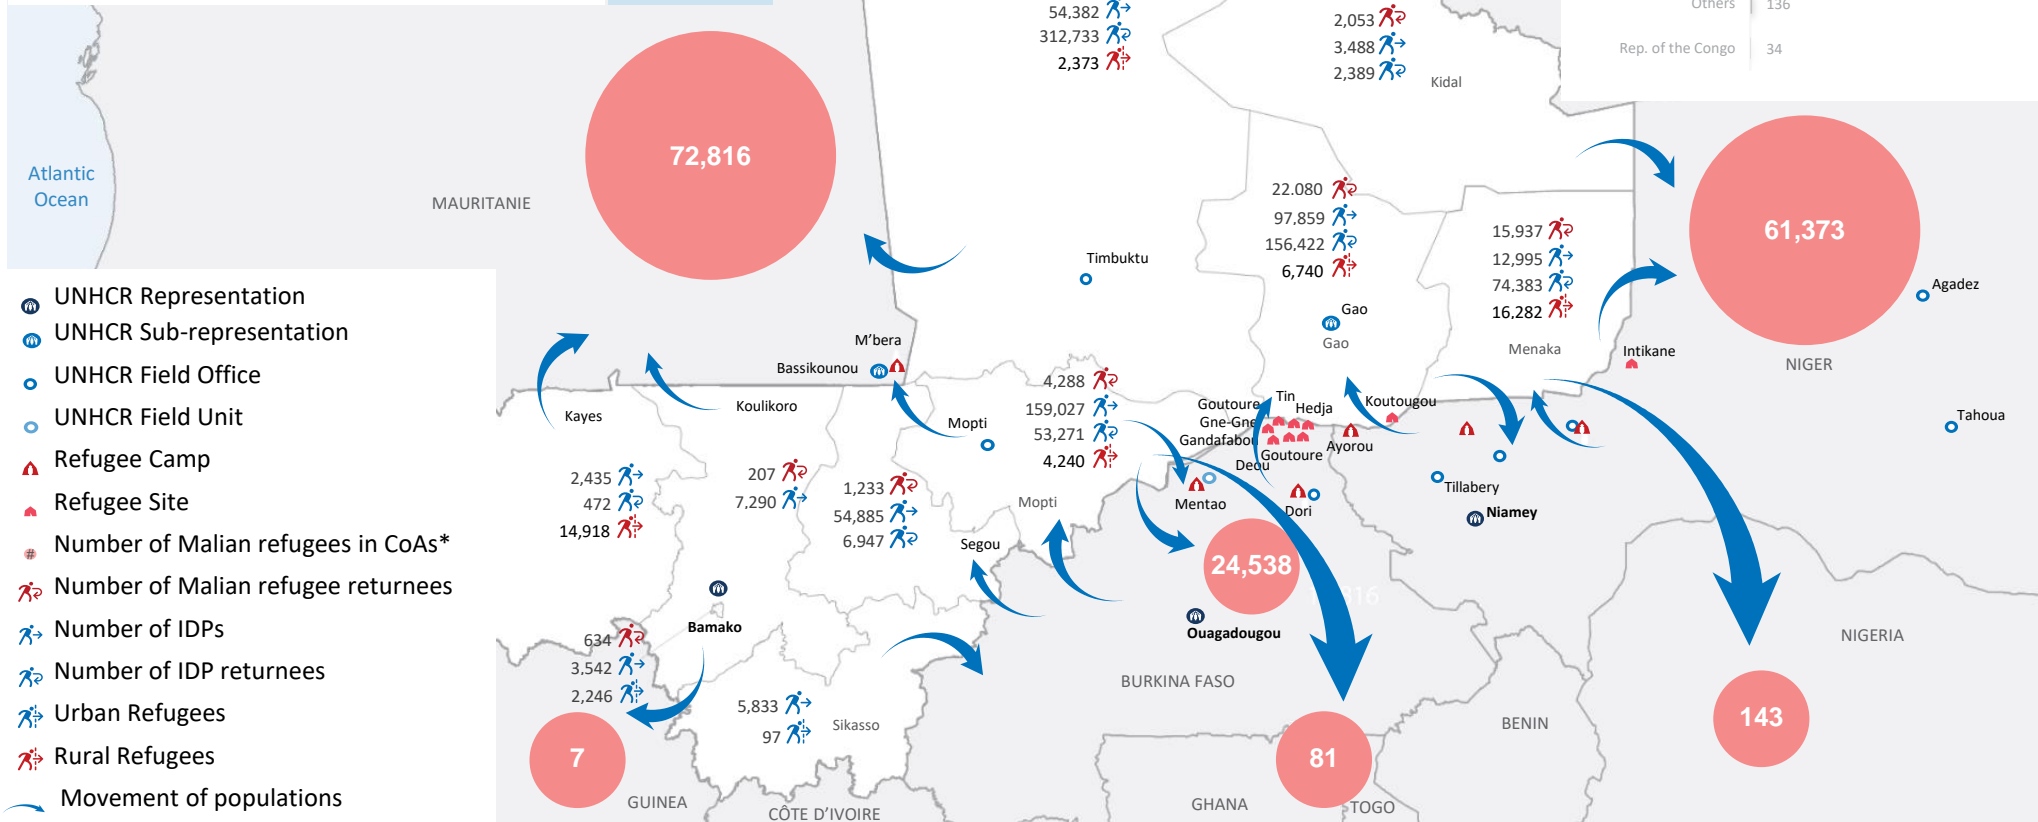 54,382
312,733
2,373
2,053
3,488
2,389
Kidal
Others 136
Rep. of the Congo 34
Atlantic
Ocean
MAURITANIE
72,816
61,373
22.080
97,859
156,422
6,740
15,937
12,995
74,383
16,282
Timbuktu
Gao
Gao
Menaka
Agadez
Intikane
NIGER
Tahoua
UNHCR Representation
UNHCR Sub-representation
UNHCR Field Office
UNHCR Field Unit
Refugee Camp
Refugee Site
# Number of Malian refugees in CoAs*
Number of Malian refugee returnees
Number of IDPs
Number of IDP returnees
Urban Refugees
Rural Refugees
Movement of populations
M'bera
Bassikounou
Kayes
Koulikoro
Mopti
4,288
159,027
53,271
4,240
Mopti
Goutoure
Gne-Gne
Gandafabou
Tin
Hedja
Koutougou
Goutoure
Ayorou
Deou
Mentao
Dori
Tillabery
Niamey
2,435
472
14,918
207
7,290
1,233
54,885
6,947
Segou
24,538
Ouagadougou
Bamako
634
3,542
2,246
5,833
97
Sikasso
BURKINA FASO
NIGERIA
BENIN
143
7
81
GUINEA
CÔTE D'IVOIRE
GHANA
TOGO